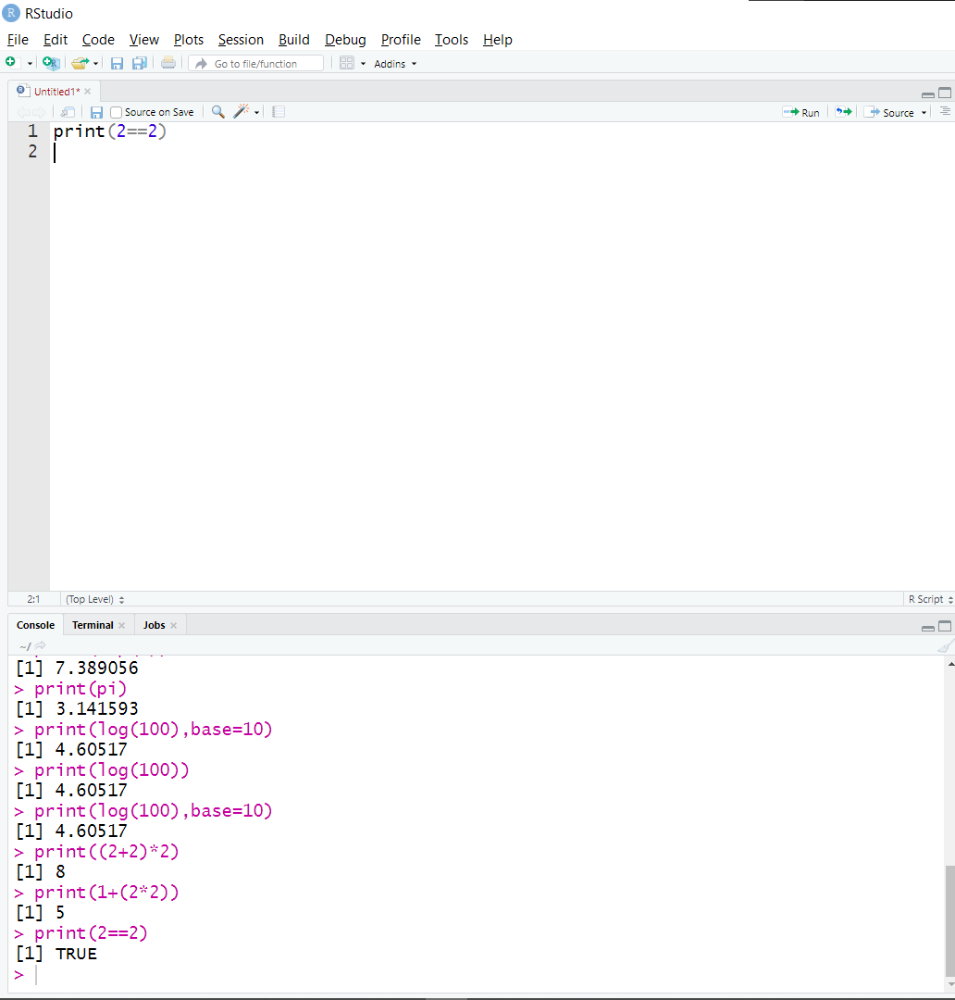 RStudio
File Edit Code View Plots Session Build Debug Profile Tools Help
Go to file/function Addins
Untitled1*
Source on Save Run Source
1 print(2==2)
2
2:1 (Top Level) R Script
Console Terminal Jobs
~/
[1] 7.389056
> print(pi)
[1] 3.141593
> print(log(100),base=10)
[1] 4.60517
> print(log(100))
[1] 4.60517
> print(log(100),base=10)
[1] 4.60517
> print((2+2)*2)
[1] 8
> print(1+(2*2))
[1] 5
> print(2==2)
[1] TRUE
>